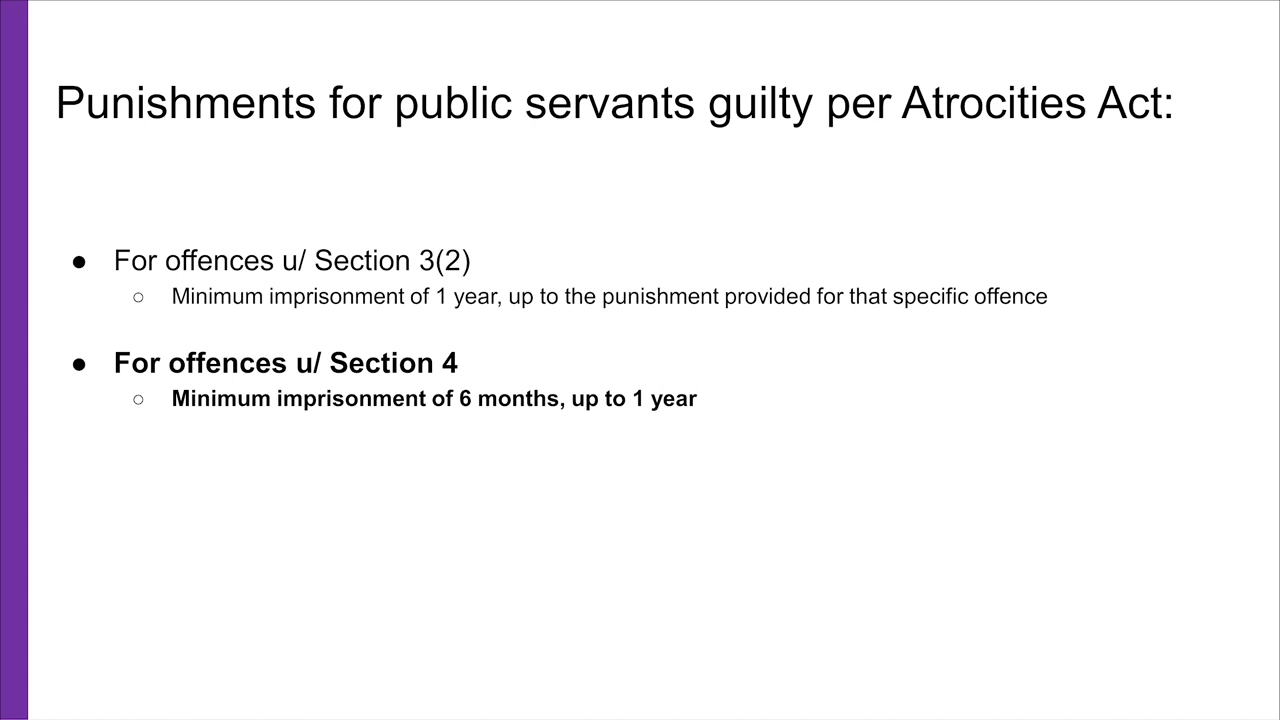 Punishments for public servants guilty per Atrocities Act:
● For offences u/ Section 3(2)
○ Minimum imprisonment of 1 year, up to the punishment provided for that specific offence
● For offences u/ Section 4
○ Minimum imprisonment of 6 months, up to 1 year